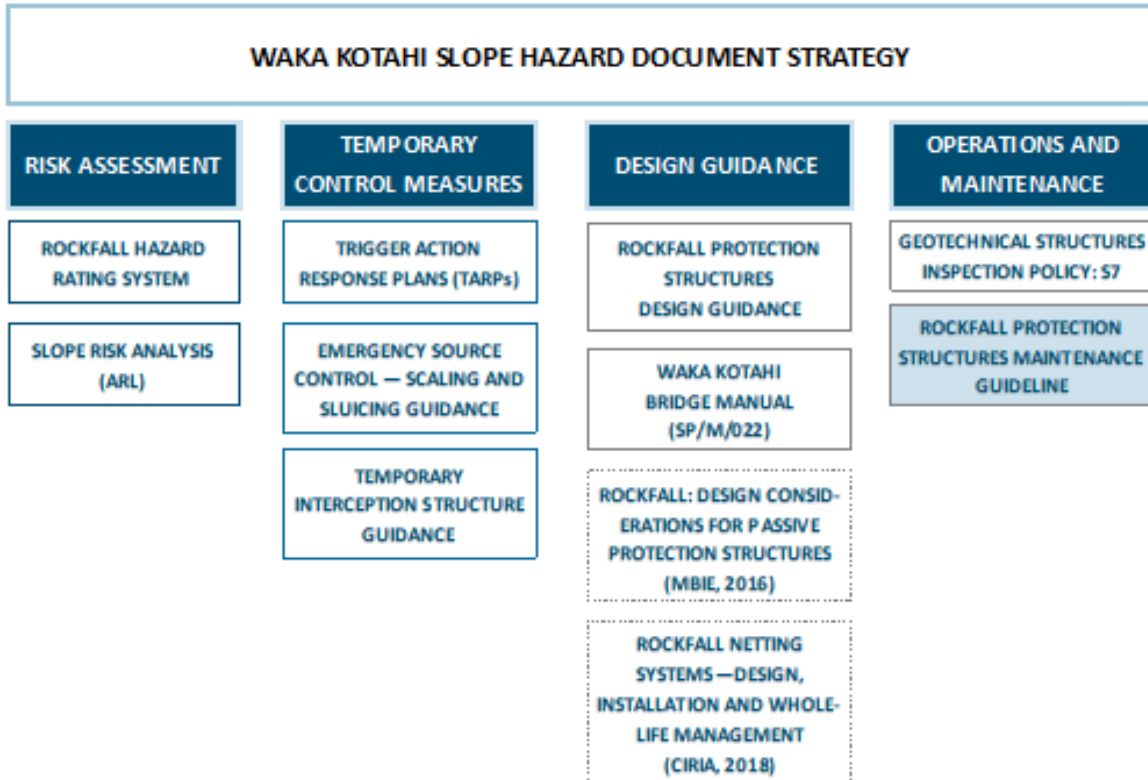 WAKA KOTAHI SLOPE HAZARD DOCUMENT STRATEGY
RISK ASSESSMENT
ROCKFALL HAZARD
RATING SYSTEM
SLOPE RISK ANALYSIS
(ARL)
TEMPORARY
CONTROL MEASURES
TRIGGER ACTION
RESPONSE PLANS (TARPs)
EMERGENCY SOURCE
CONTROL — SCALING AND
SLUICING GUIDANCE
TEMPORARY
INTERCEPTION STRUCTURE
GUIDANCE
DESIGN GUIDANCE
ROCKFALL PROTECTION
STRUCTURES
DESIGN GUIDANCE
WAKA KOTAHI
BRIDGE MANUAL
(SP/M/022)
ROCKFALL: DESIGN CONSID-
ERATIONS FOR PASSIVE
PROTECTION STRUCTURES
(MBIE, 2016)
ROCKFALL NETTING
SYSTEMS—DESIGN,
INSTALLATION AND WHOLE-
LIFE MANAGEMENT
(CIRIA, 2018)
OPERATIONS AND
MAINTENANCE
GEOTECHNICAL STRUCTURES
INSPECTION POLICY: S7
ROCKFALL PROTECTION
STRUCTURES MAINTENANCE
GUIDELINE